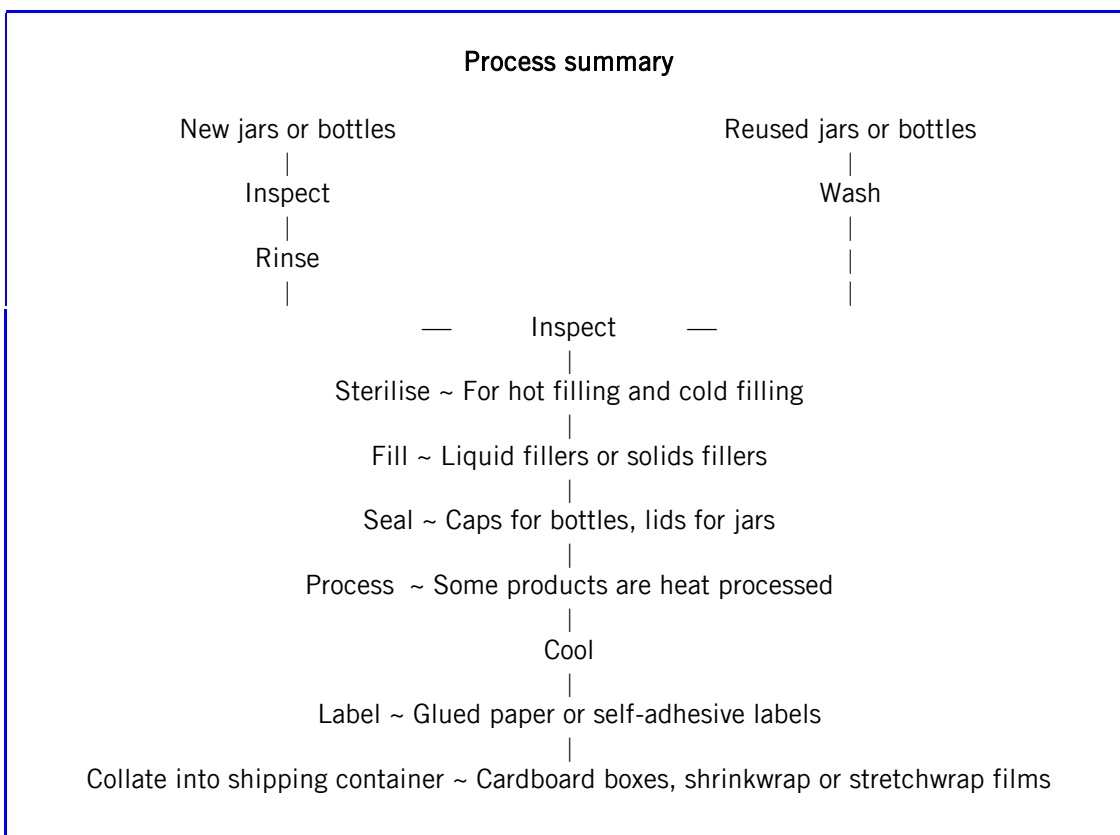 Process summary
New jars or bottles
Reused jars or bottles
Inspect
Wash
Rinse
Inspect
Sterilise ~ For hot filling and cold filling
Fill ~ Liquid fillers or solids fillers
Seal ~ Caps for bottles, lids for jars
Process ~ Some products are heat processed
Cool
Label ~ Glued paper or self-adhesive labels
Collate into shipping container ~ Cardboard boxes, shrinkwrap or stretchwrap films